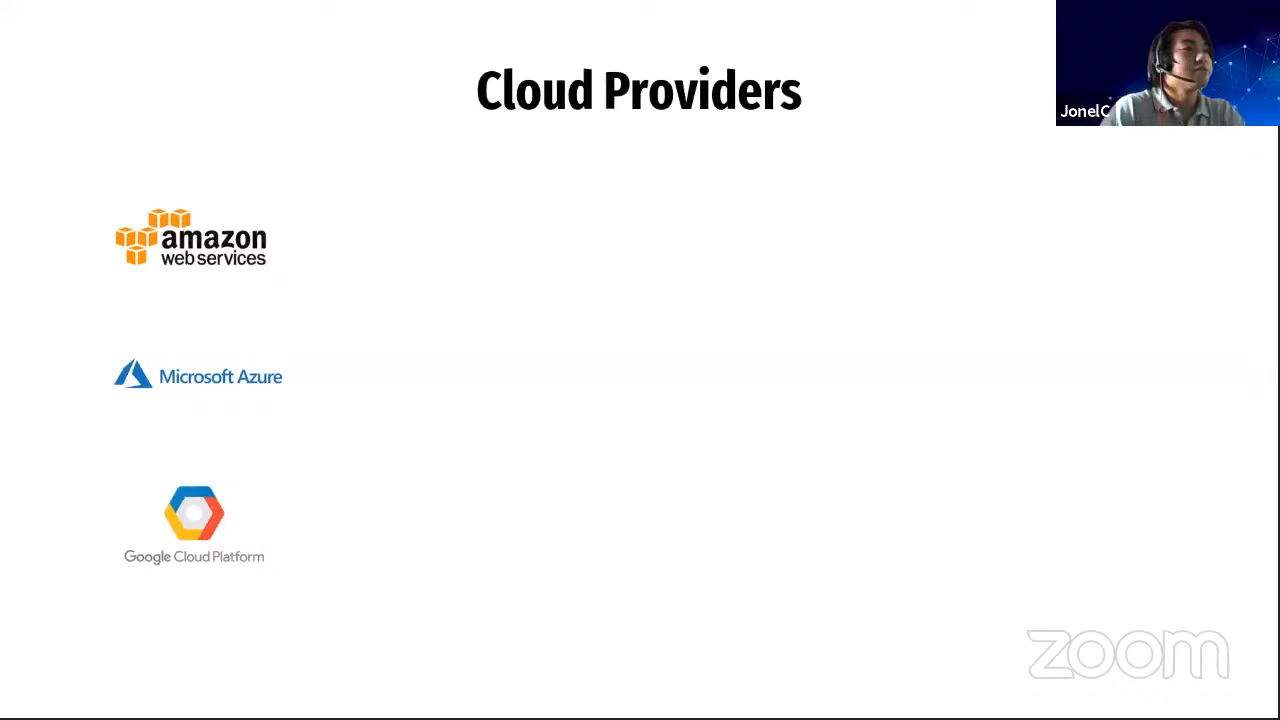 Cloud Providers
JonelC
amazon
web services
Microsoft Azure
Google Cloud Platform
zoom